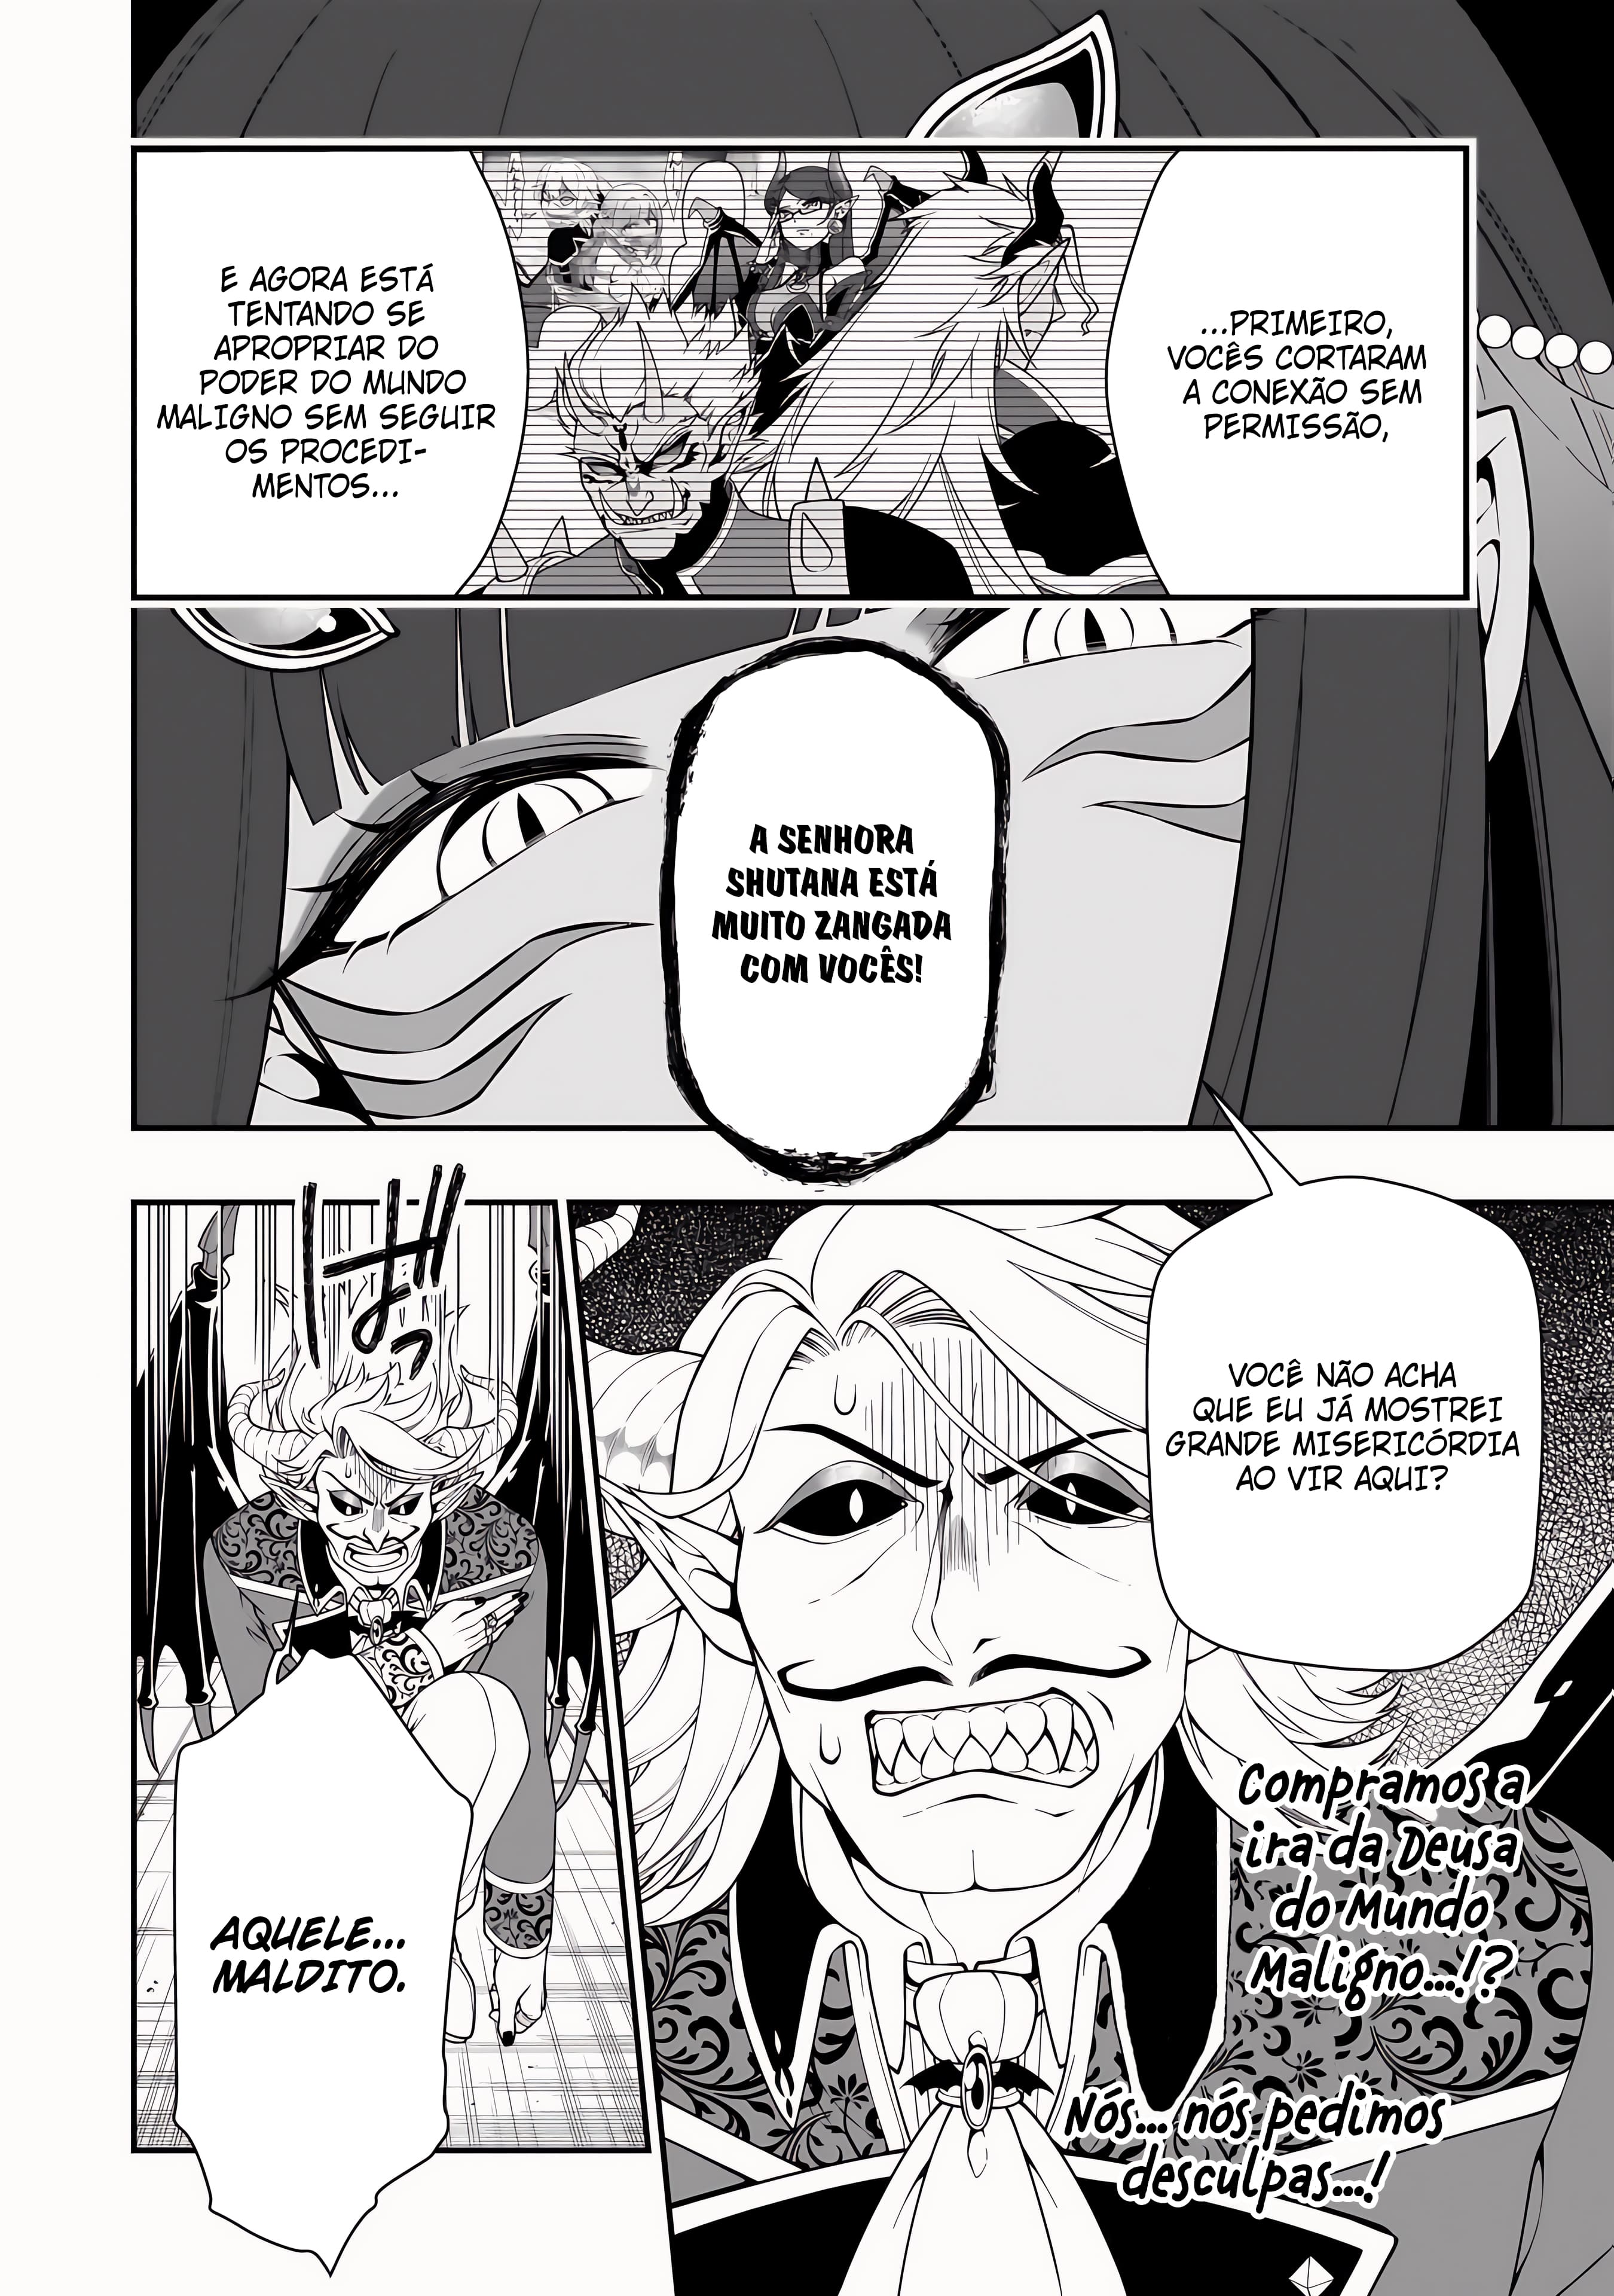 ...PRIMEIRO,
VOCÊS CORTARAM
A CONEXÃO SEM
PERMISSÃO,
E AGORA ESTÁ
TENTANDO SE
APROPRIAR DO
PODER DO MUNDO
MALIGNO SEM SEGUIR
OS PROCEDI-
MENTOS...
A SENHORA
SHUTANA ESTÁ
MUITO ZANGADA
COM VOCÊS!
VOCÊ NÃO ACHA
QUE EU JÁ MOSTREI
GRANDE MISERICÓRDIA
AO VIR AQUI?
Compramos a
ira da Deusa
do Mundo
Maligno...!?
Nós... nós pedimos
desculpas...!
AQUELE...
MALDITO.